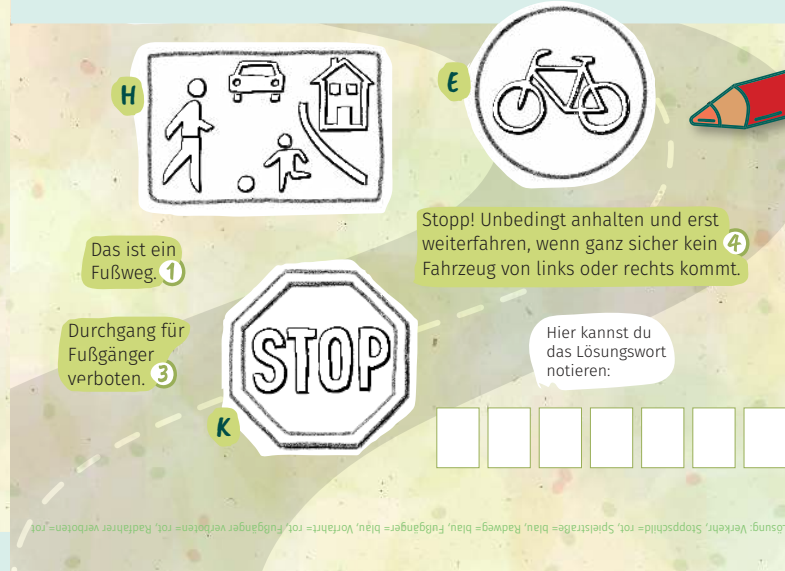 H
E
Stopp! Unbedingt anhalten und erst
weiterfahren, wenn ganz sicher kein 4
Fahrzeug von links oder rechts kommt.
Das ist ein
Fußweg. 1
Durchgang für
Fußgänger
verboten. 3
STOP
K
Hier kannst du
das Lösungswort
notieren:
ösung: Verkehr, Stoppschild= rot, Spielstraße= blau, Radweg= blau, Fußgänger= blau, Vorfahrt= rot, Fußgänger verboten= rot, Radfahrer verboten= rot